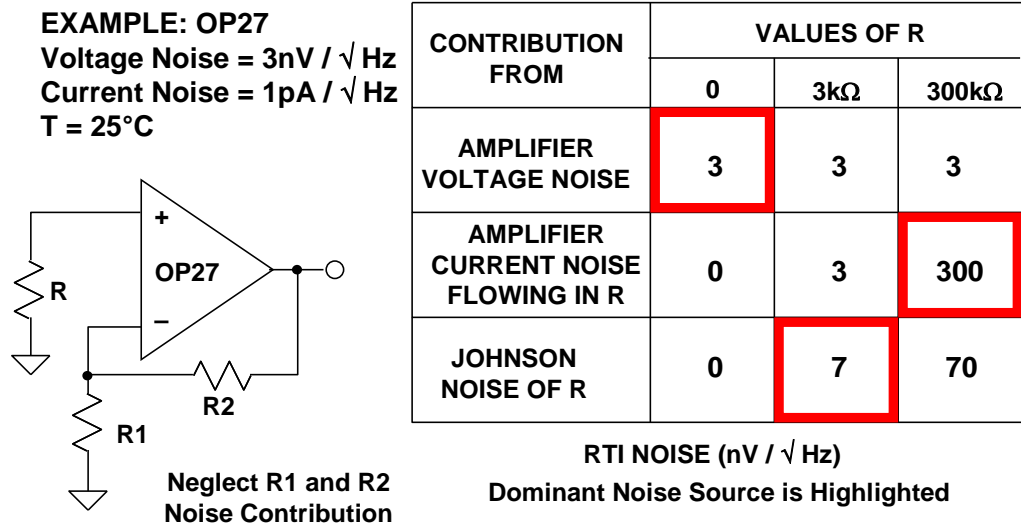 EXAMPLE: OP27
Voltage Noise = 3nV / √ Hz
Current Noise = 1pA / √ Hz
T = 25°C
+
OP27
–
R
R2
R1
Neglect R1 and R2
Noise Contribution
CONTRIBUTION
FROM
VALUES OF R
0 3kΩ 300kΩ
AMPLIFIER
VOLTAGE NOISE
3 3 3
AMPLIFIER
CURRENT NOISE
FLOWING IN R
0 3 300
JOHNSON
NOISE OF R
0 7 70
RTI NOISE (nV / √ Hz)
Dominant Noise Source is Highlighted